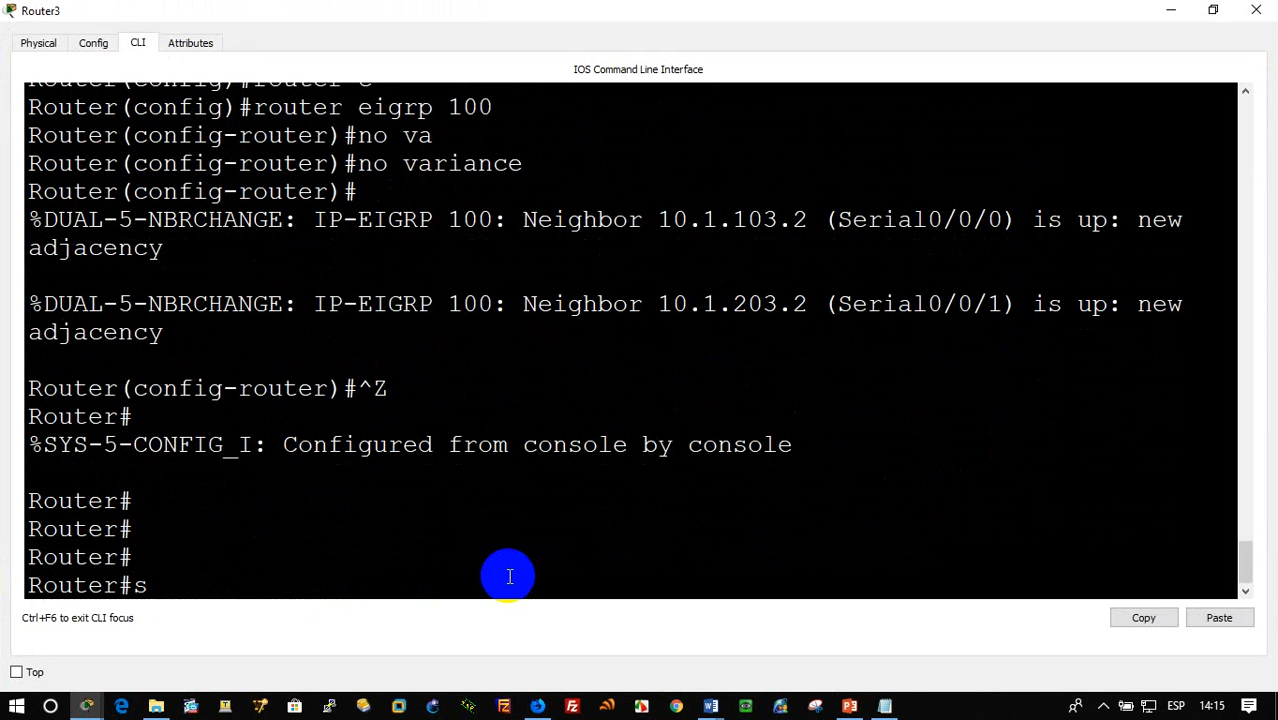 Router3
Physical
Config
CLI
Attributes
IOS Command Line Interface
Router(config)#router e
Router(config)#router eigrp 100
Router(config-router)#no va
Router(config-router)#no variance
Router(config-router)#
%DUAL-5-NBRCHANGE: IP-EIGRP 100: Neighbor 10.1.103.2 (Serial0/0/0) is up: new
adjacency
%DUAL-5-NBRCHANGE: IP-EIGRP 100: Neighbor 10.1.203.2 (Serial0/0/1) is up: new
adjacency
Router(config-router)#^Z
Router#
%SYS-5-CONFIG_I: Configured from console by console
Router#
Router#
Router#
Router#s
Ctrl+F6 to exit CLI focus
Copy
Paste
Top
ESP
14:15